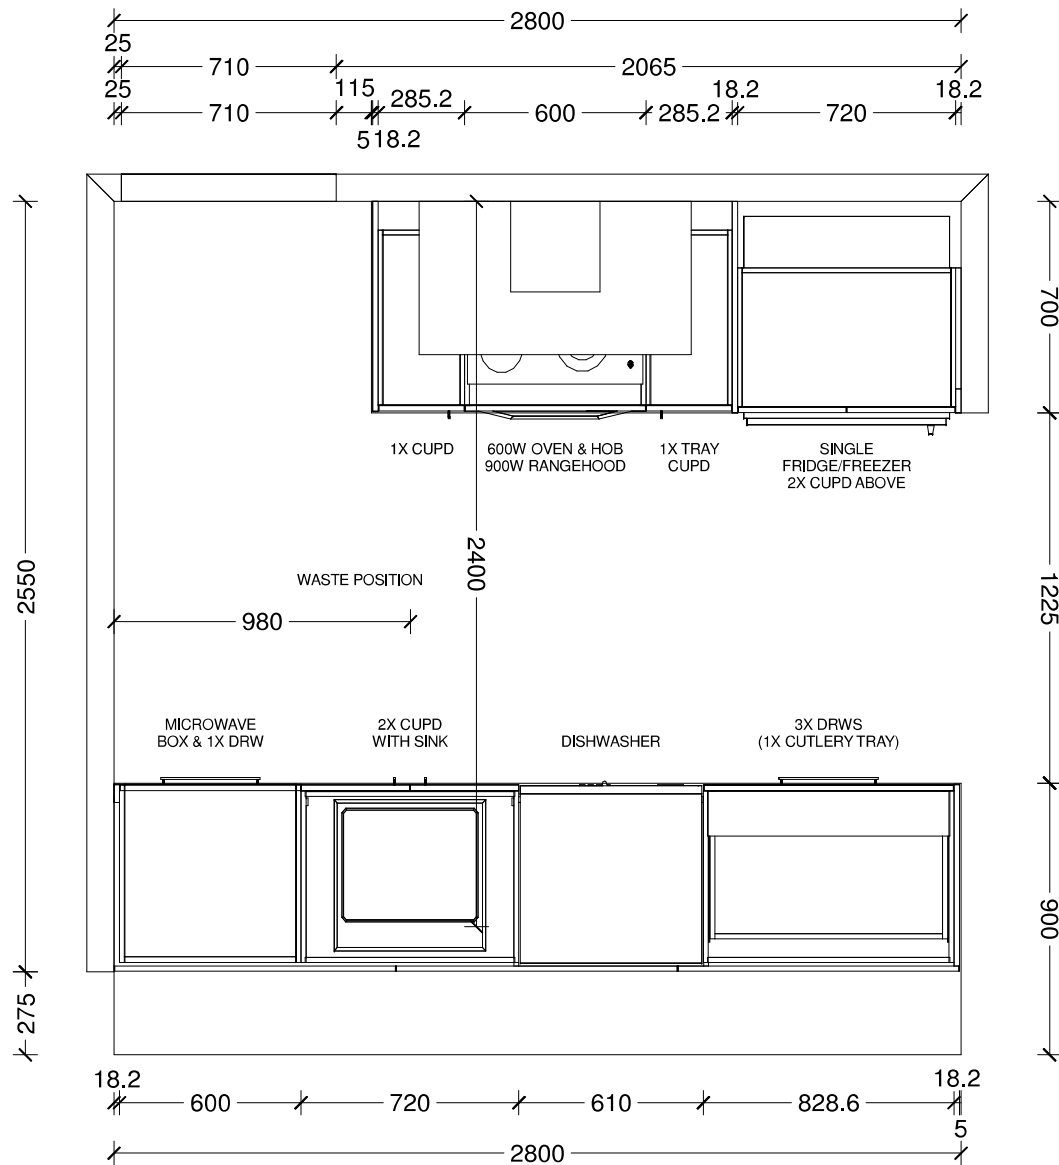 2800
25
710
2065
25
710
115
285.2
600
285.2
18.2
720
18.2
5
18.2
700
1X CUPD
600W OVEN & HOB
900W RANGEHOOD
1X TRAY
CUPD
SINGLE
FRIDGE/FREEZER
2X CUPD ABOVE
2400
2550
1225
WASTE POSITION
980
MICROWAVE
BOX & 1X DRW
2X CUPD
WITH SINK
DISHWASHER
3X DRWS
(1X CUTLERY TRAY)
900
275
18.2
600
720
610
828.6
18.2
5
2800